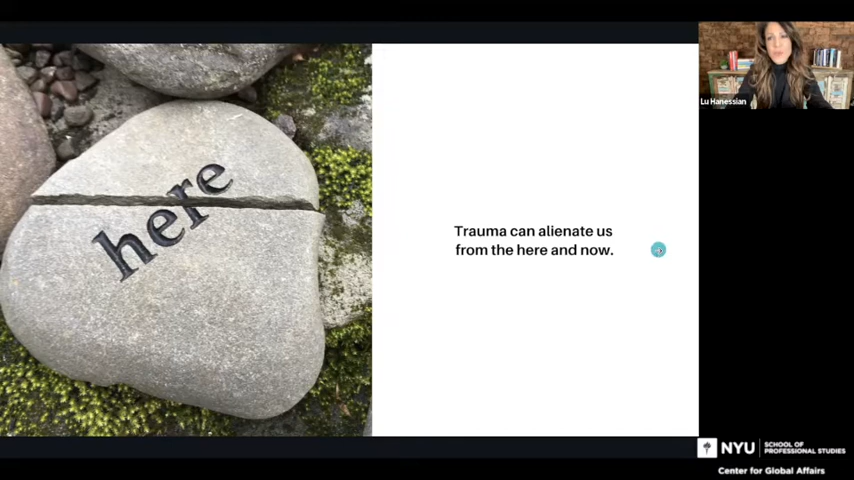 here
Trauma can alienate us
from the here and now.
Lu Hanessian
NYU
SCHOOL OF
PROFESSIONAL STUDIES
Center for Global Affairs